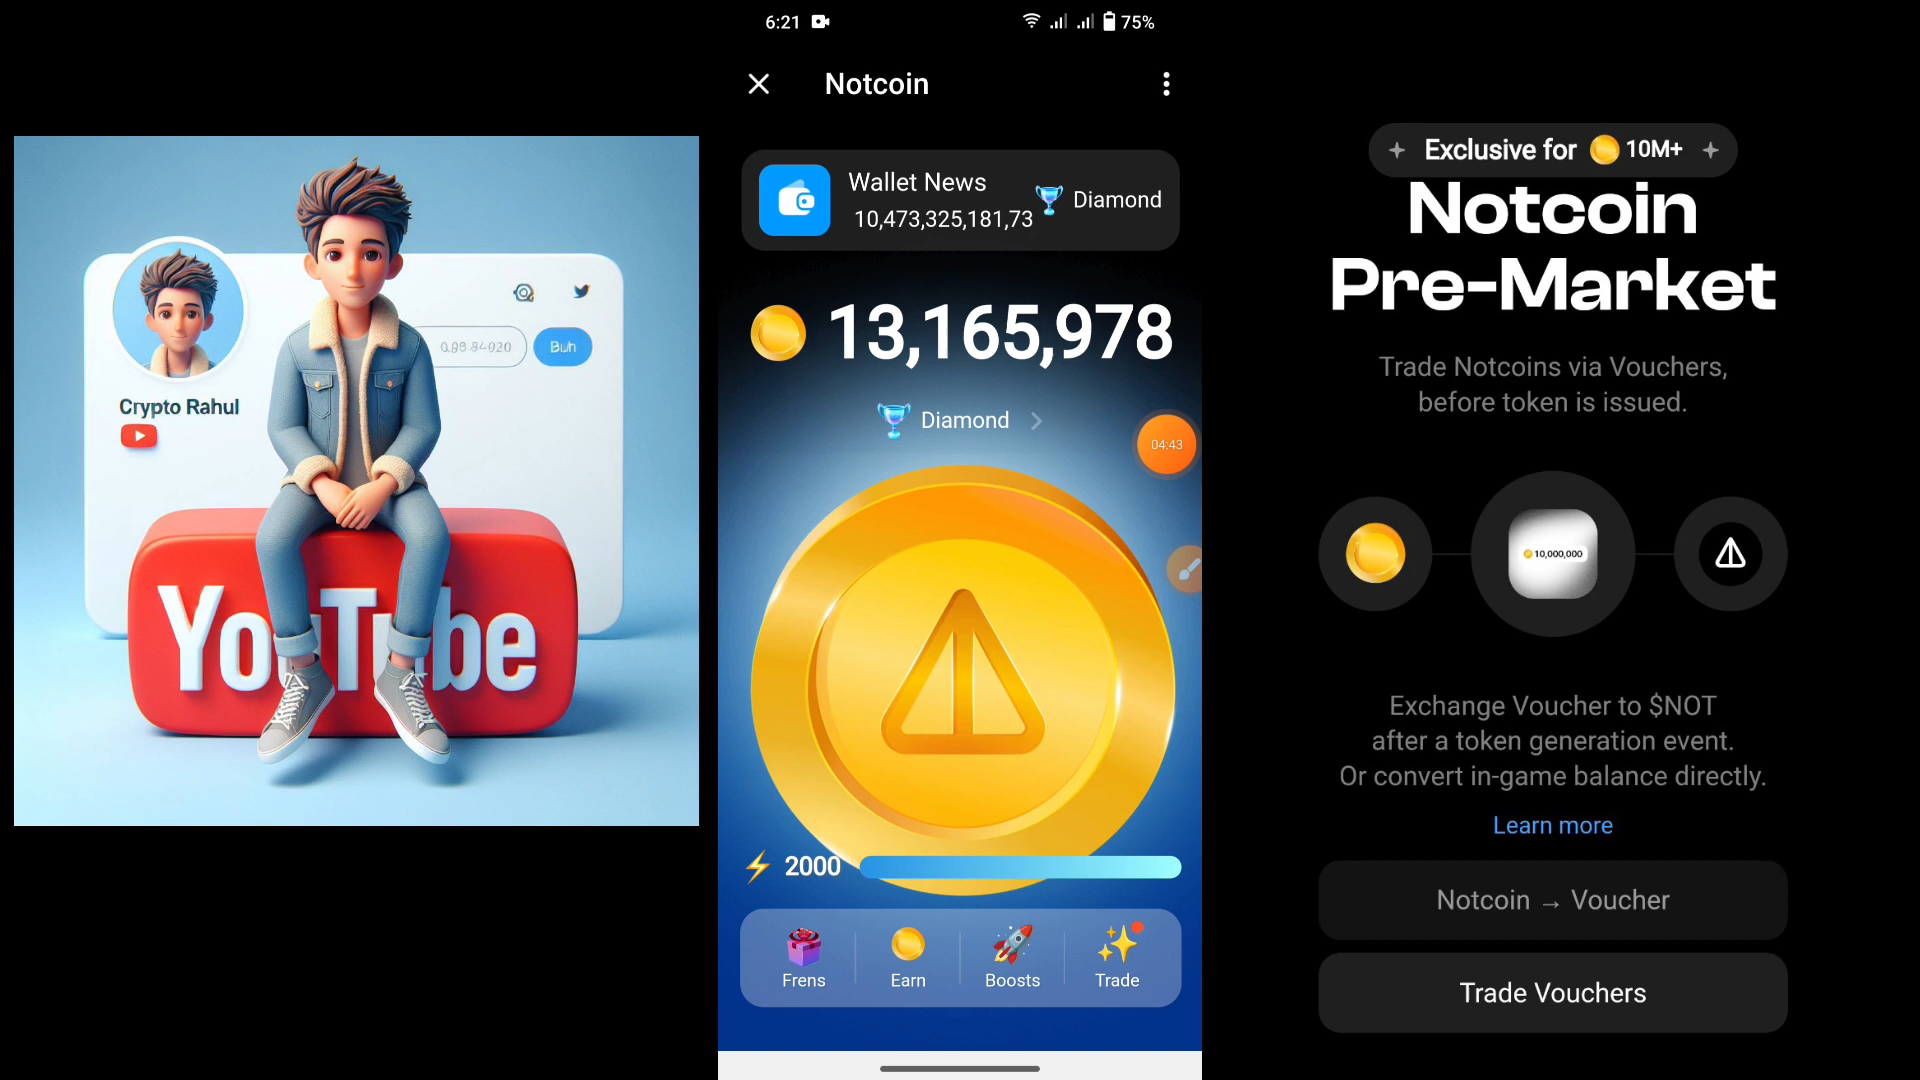 Crypto Rahul
Buh
YouTube
6:21
75%
Notcoin
Wallet News
10,473,325,181,73
Diamond
13,165,978
Diamond
04:43
2000
Frens
Earn
Boosts
Trade
Exclusive for 10M+
Notcoin
Pre-Market
Trade Notcoins via Vouchers,
before token is issued.
10,000,000
Exchange Voucher to $NOT
after a token generation event.
Or convert in-game balance directly.
Learn more
Notcoin → Voucher
Trade Vouchers